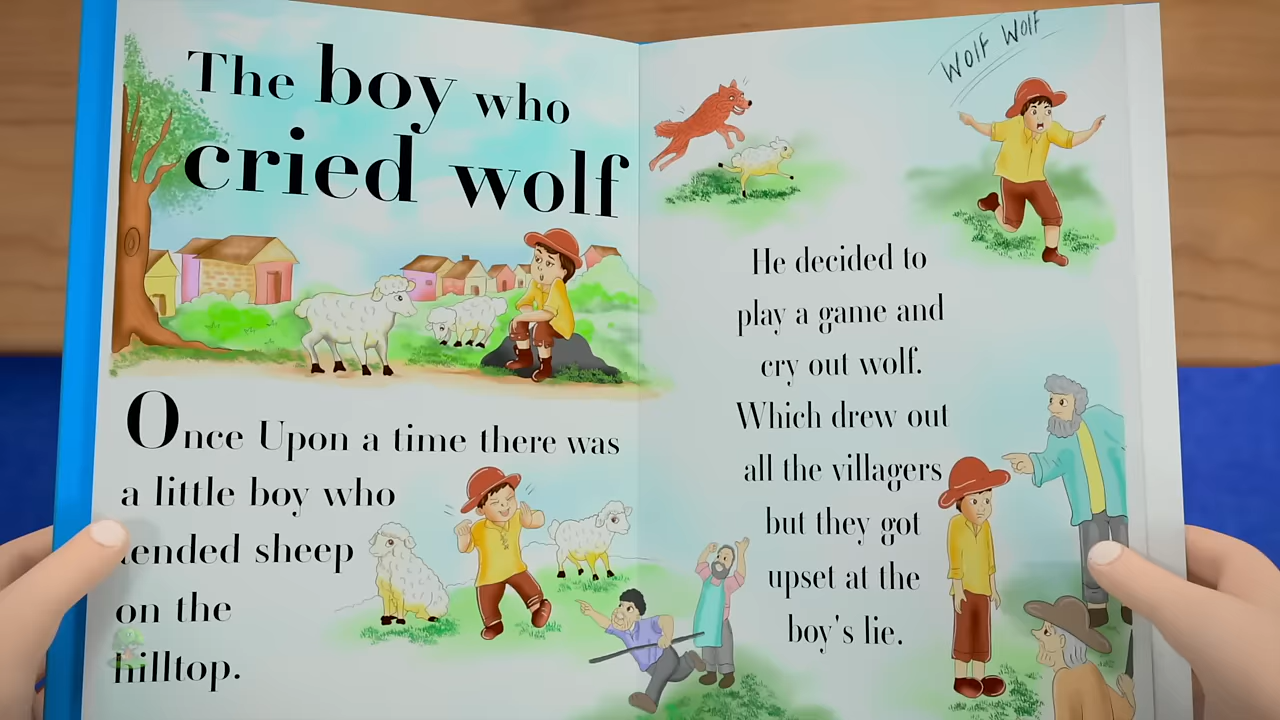 The boy who
cried wolf
Once Upon a time there was
a little boy who
tended sheep
on the
hilltop.
Wolf Wolf
He decided to
play a game and
cry out wolf.
Which drew out
all the villagers
but they got
upset at the
boy's lie.